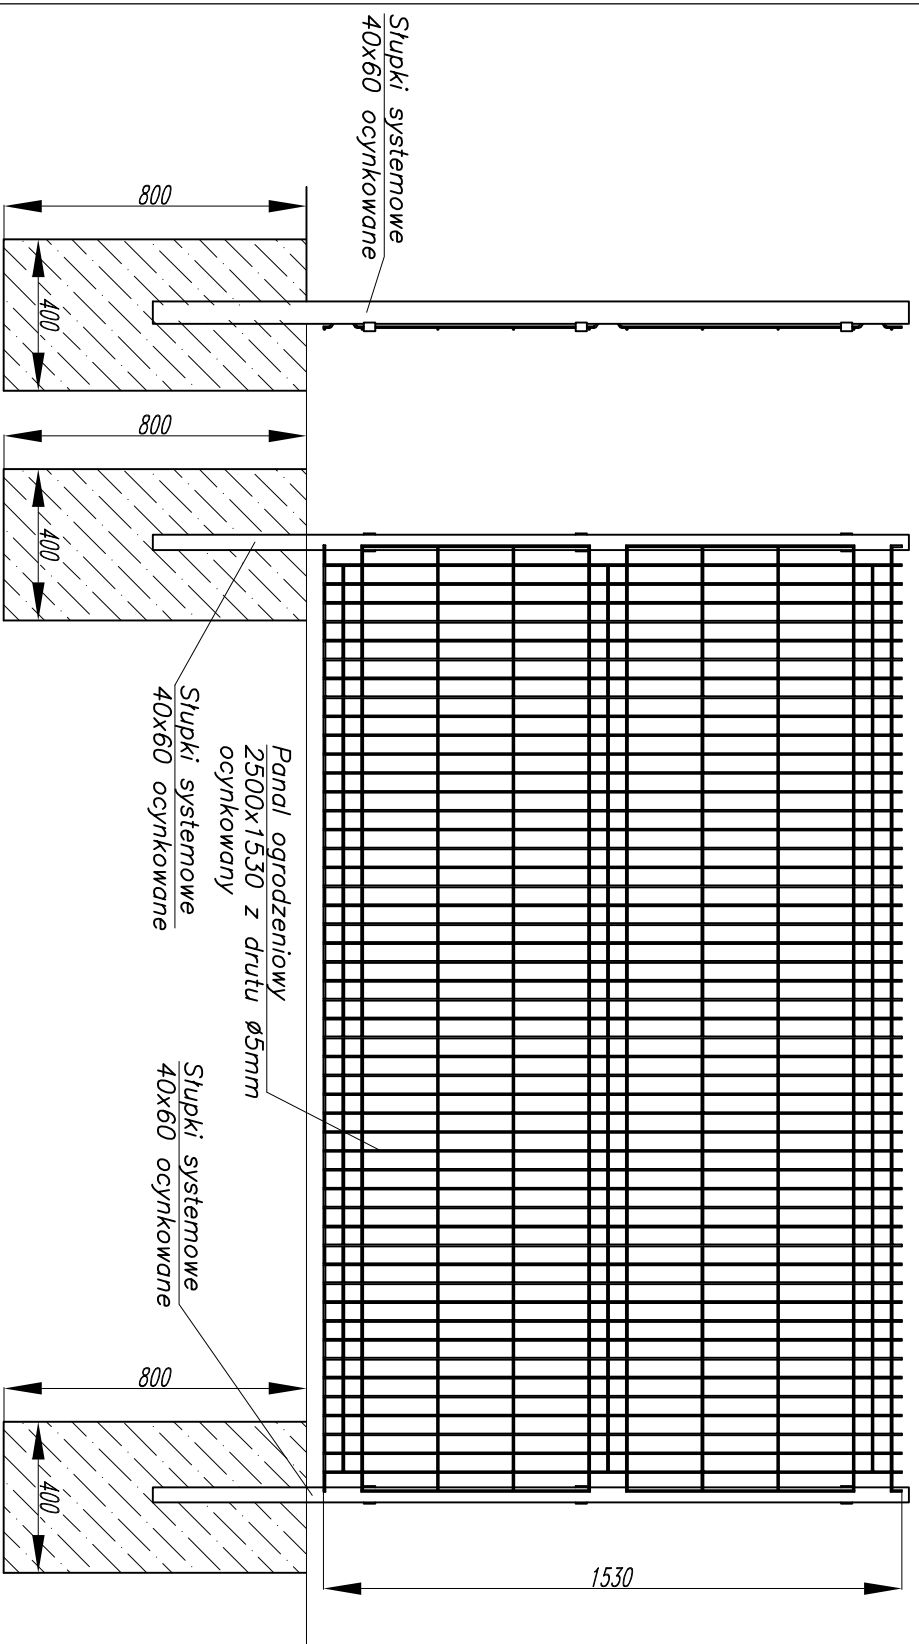 Słupki systemowe
40x60 ocynkowane
800
400
800
400
Słupki systemowe
40x60 ocynkowane
Panal ogrodzeniowy
2500x1530 z drutu ø5mm
ocynkowany
Słupki systemowe
40x60 ocynkowane
800
400
1530